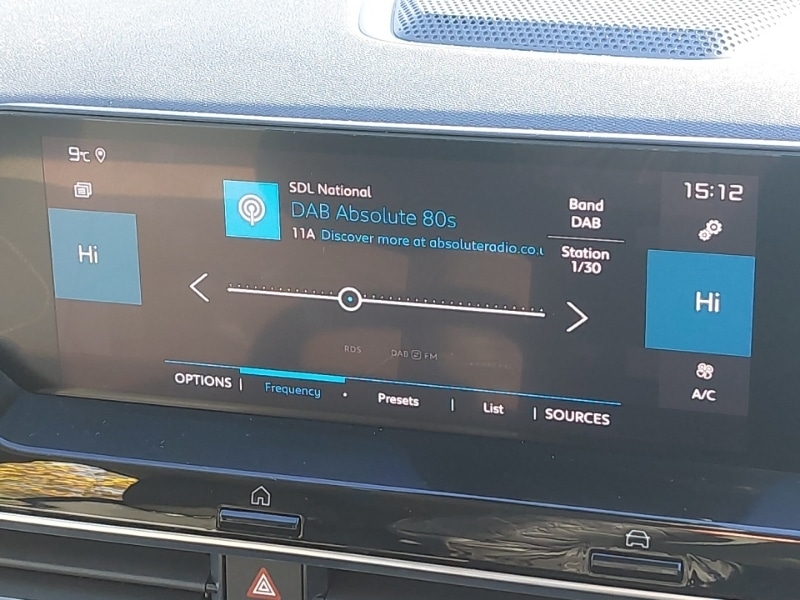 9°C
15:12
SDL National
DAB Absolute 80s
11A Discover more at absoluteradio.co.u
Band
DAB
Station
1/30
Hi
Hi
RDS DAB FM
A/C
OPTIONS | Frequency • Presets | List | SOURCES